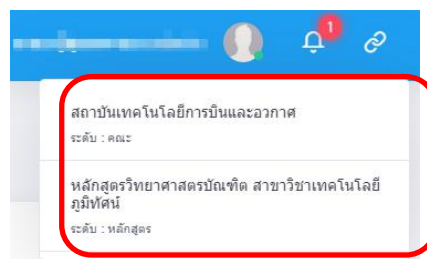 1
สถาบันเทคโนโลยีการบินและอวกาศ
ระดับ : คณะ
หลักสูตรวิทยาศาสตรบัณฑิต สาขาวิชาเทคโนโลยี
ภูมิทัศน์
ระดับ : หลักสูตร